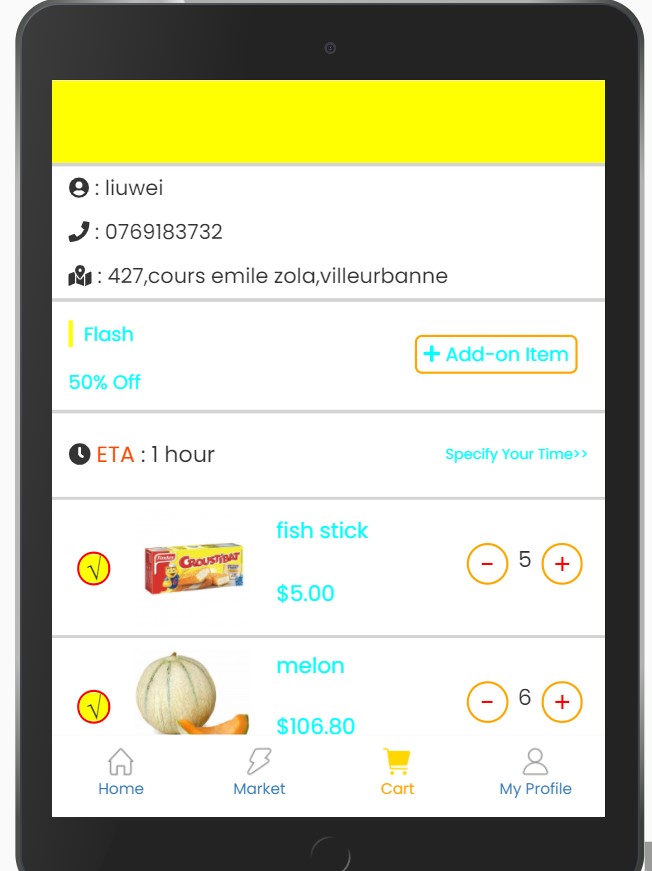 : liuwei
: 0769183732
: 427,cours emile zola,villeurbanne
Flash
+ Add-on Item
50% Off
ETA : 1 hour
Specify Your Time>>
fish stick
√
Findus
CROUSTIBAT
- 5 +
$5.00
melon
√
- 6 +
$106.80
Home
Market
Cart
My Profile